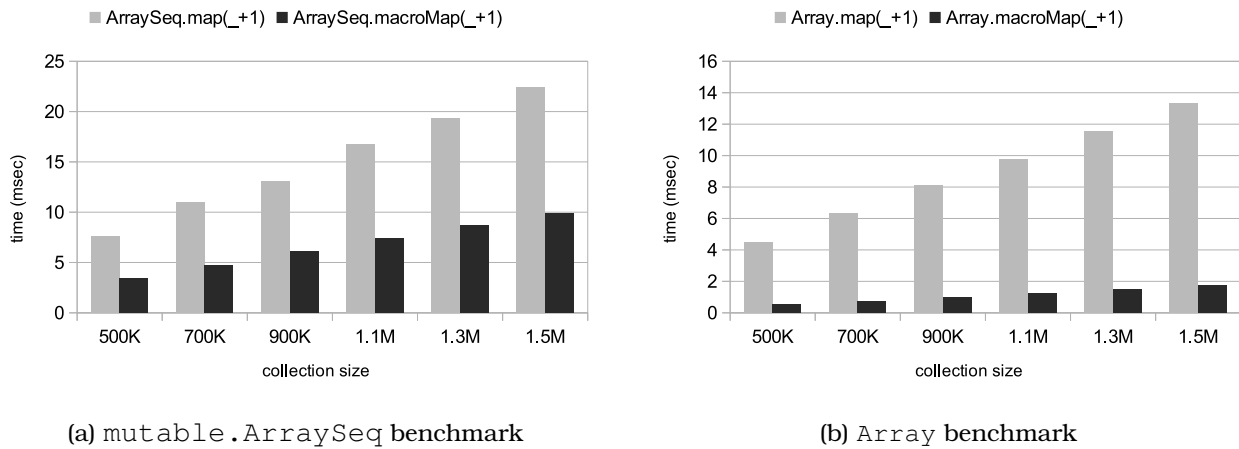 ArraySeq.map(_+1) ArraySeq.macroMap(_+1)
25
20
15
10
5
0
time (msec)
500K 700K 900K 1.1M 1.3M 1.5M
collection size
(a) mutable.ArraySeq benchmark
Array.map(_+1) Array.macroMap(_+1)
16
14
12
10
8
6
4
2
0
time (msec)
500K 700K 900K 1.1M 1.3M 1.5M
collection size
(b) Array benchmark